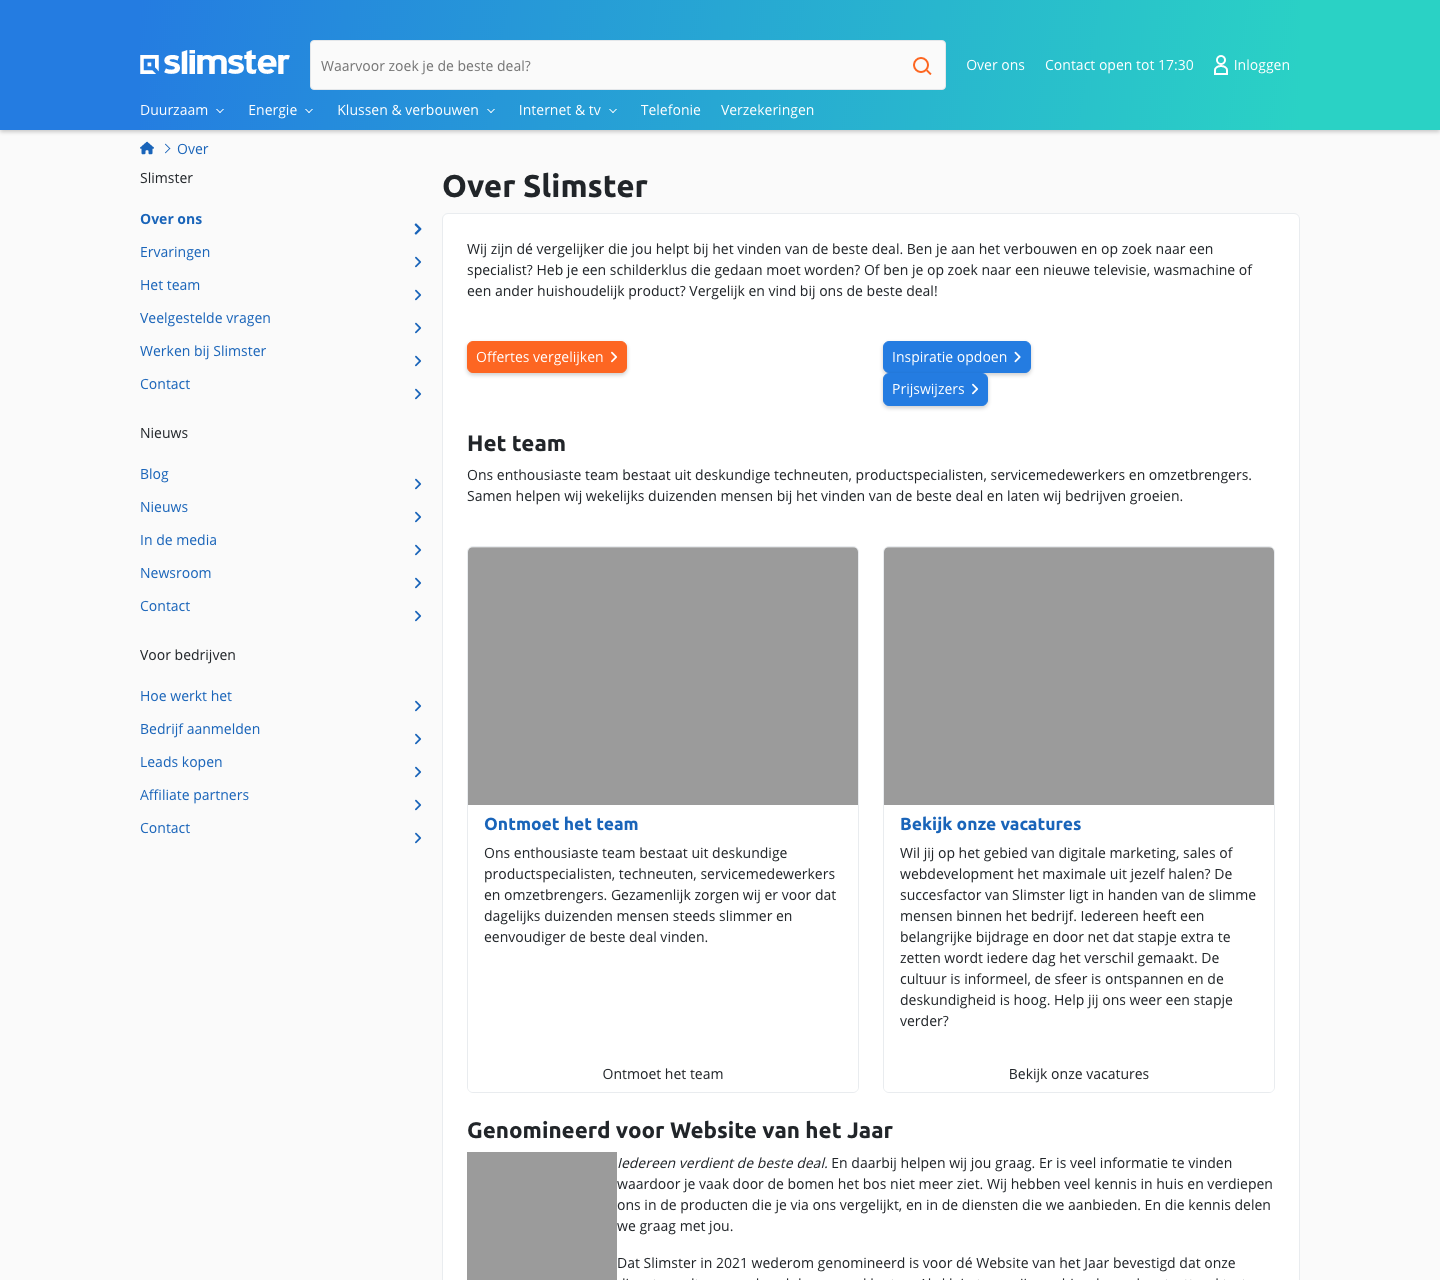 slimster
Waarvoor zoek je de beste deal?
Over ons
Contact open tot 17:30
Inloggen
Duurzaam
Energie
Klussen & verbouwen
Internet & tv
Telefonie
Verzekeringen
Over
Slimster
Over ons
Ervaringen
Het team
Veelgestelde vragen
Werken bij Slimster
Contact
Nieuws
Blog
Nieuws
In de media
Newsroom
Contact
Voor bedrijven
Hoe werkt het
Bedrijf aanmelden
Leads kopen
Affiliate partners
Contact
Over Slimster
Wij zijn dé vergelijker die jou helpt bij het vinden van de beste deal. Ben je aan het verbouwen en op zoek naar een
specialist? Heb je een schilderklus die gedaan moet worden? Of ben je op zoek naar een nieuwe televisie, wasmachine of
een ander huishoudelijk product? Vergelijk en vind bij ons de beste deal!
Offertes vergelijken
Inspiratie opdoen
Prijswijzers
Het team
Ons enthousiaste team bestaat uit deskundige techneuten, productspecialisten, servicemedewerkers en omzetbrengers.
Samen helpen wij wekelijks duizenden mensen bij het vinden van de beste deal en laten wij bedrijven groeien.
Ontmoet het team
Ons enthousiaste team bestaat uit deskundige
productspecialisten, techneuten, servicemedewerkers
en omzetbrengers. Gezamenlijk zorgen wij er voor dat
dagelijks duizenden mensen steeds slimmer en
eenvoudiger de beste deal vinden.
Ontmoet het team
Bekijk onze vacatures
Wil jij op het gebied van digitale marketing, sales of
webdevelopment het maximale uit jezelf halen? De
succesfactor van Slimster ligt in handen van de slimme
mensen binnen het bedrijf. Iedereen heeft een
belangrijke bijdrage en door net dat stapje extra te
zetten wordt iedere dag het verschil gemaakt. De
cultuur is informeel, de sfeer is ontspannen en de
deskundigheid is hoog. Help jij ons weer een stapje
verder?
Bekijk onze vacatures
Genomineerd voor Website van het Jaar
Iedereen verdient de beste deal. En daarbij helpen wij jou graag. Er is veel informatie te vinden
waardoor je vaak door de bomen het bos niet meer ziet. Wij hebben veel kennis in huis en verdiepen
ons in de producten die je via ons vergelijkt, en in de diensten die we aanbieden. En die kennis delen
we graag met jou.
Dat Slimster in 2021 wederom genomineerd is voor dé Website van het Jaar bevestigd dat onze